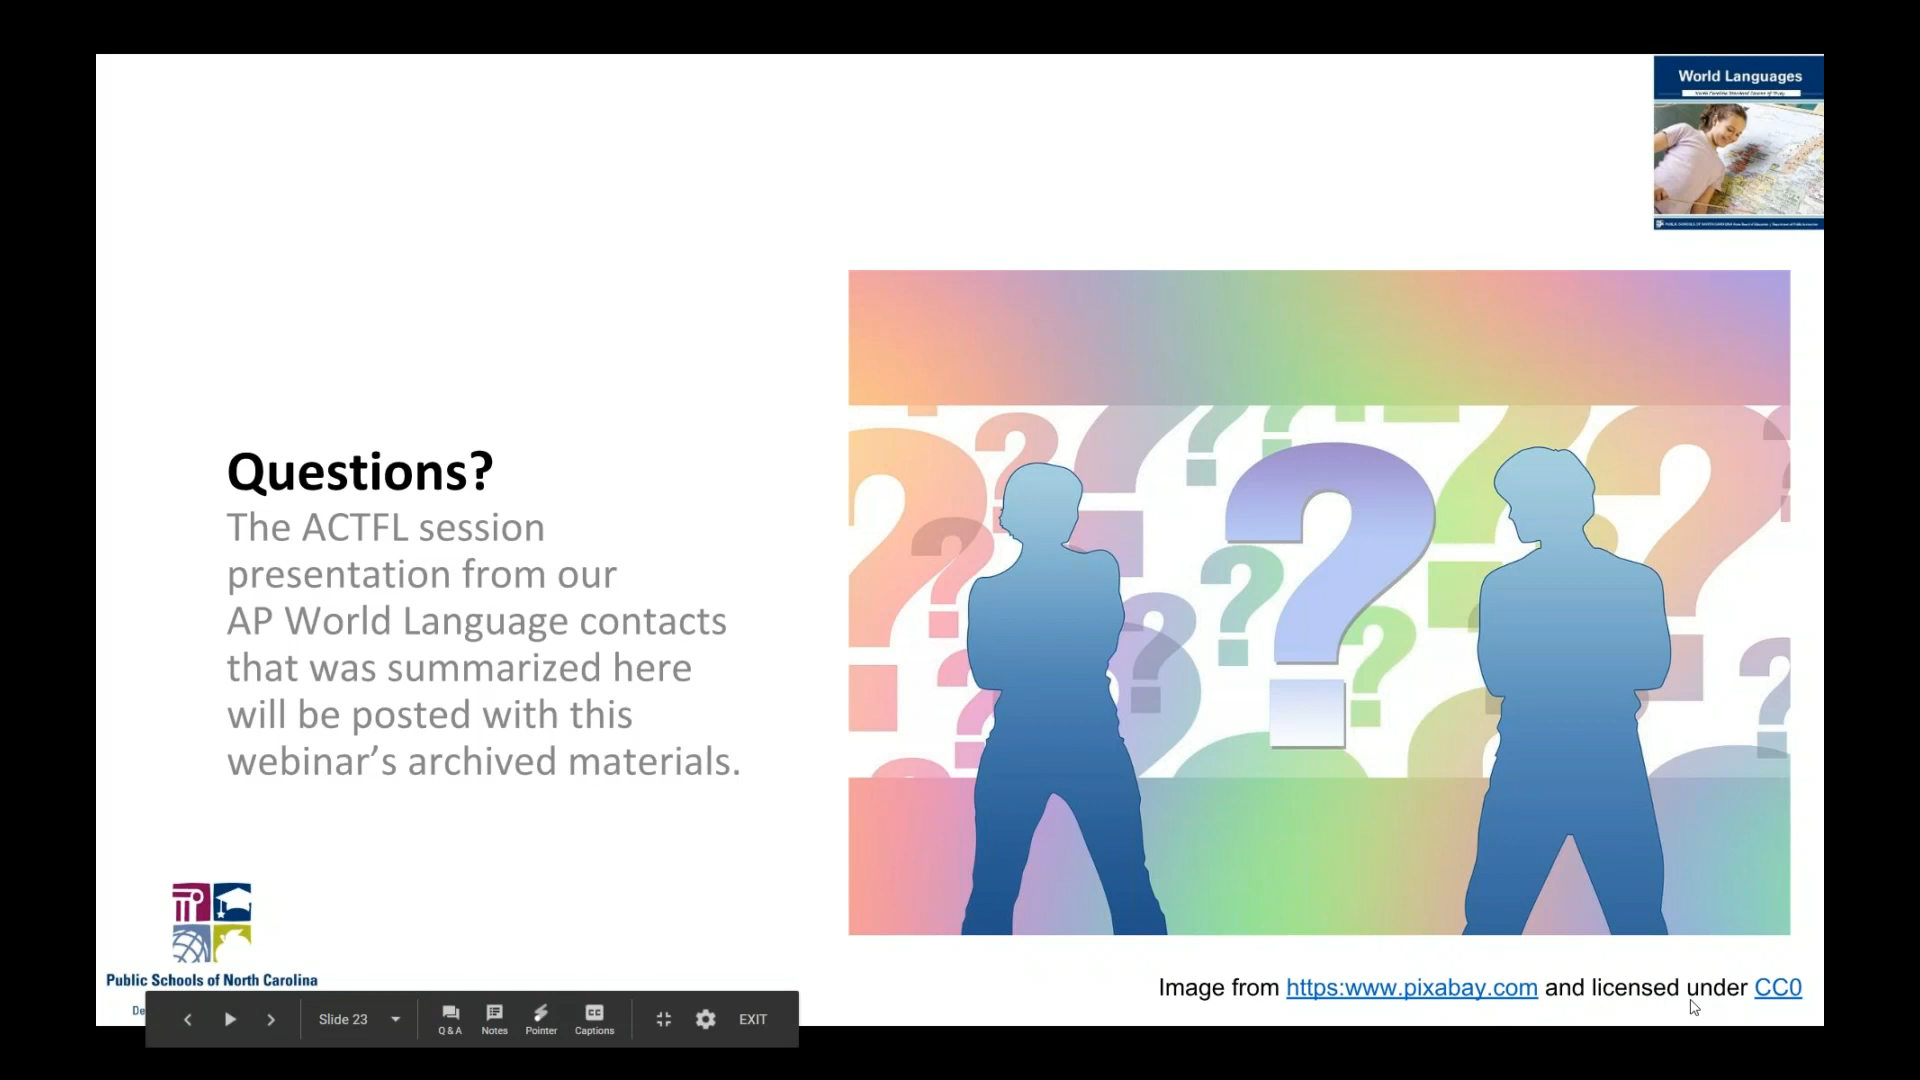 World Languages
Questions?
The ACTFL session
presentation from our
AP World Language contacts
that was summarized here
will be posted with this
webinar’s archived materials.
Public Schools of North Carolina
Image from https:www.pixabay.com and licensed under CC0
Slide 23
Q & A
Notes
Pointer
Captions
EXIT